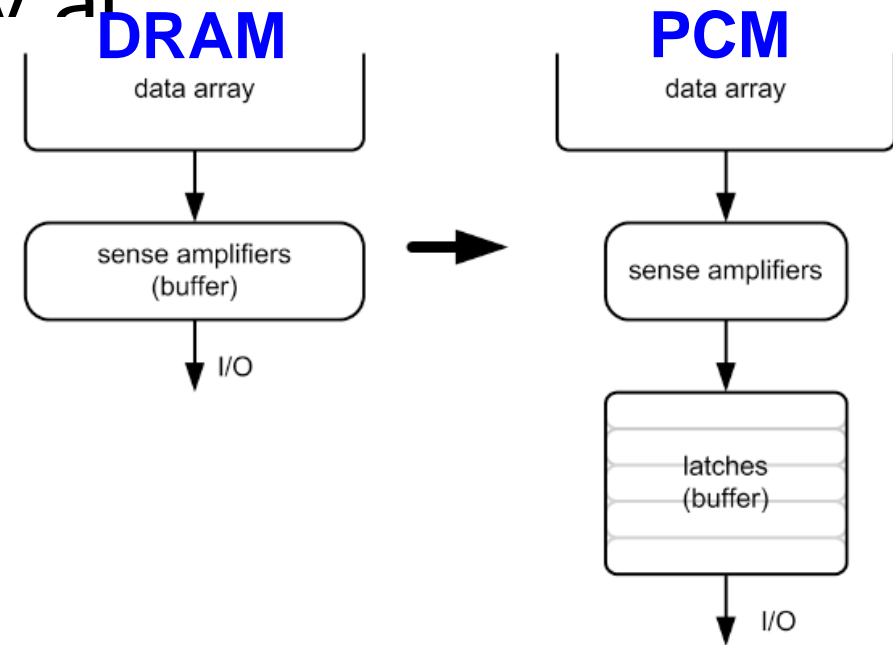 DRAM
data array
sense amplifiers
(buffer)
I/O
PCM
data array
sense amplifiers
latches
(buffer)
I/O